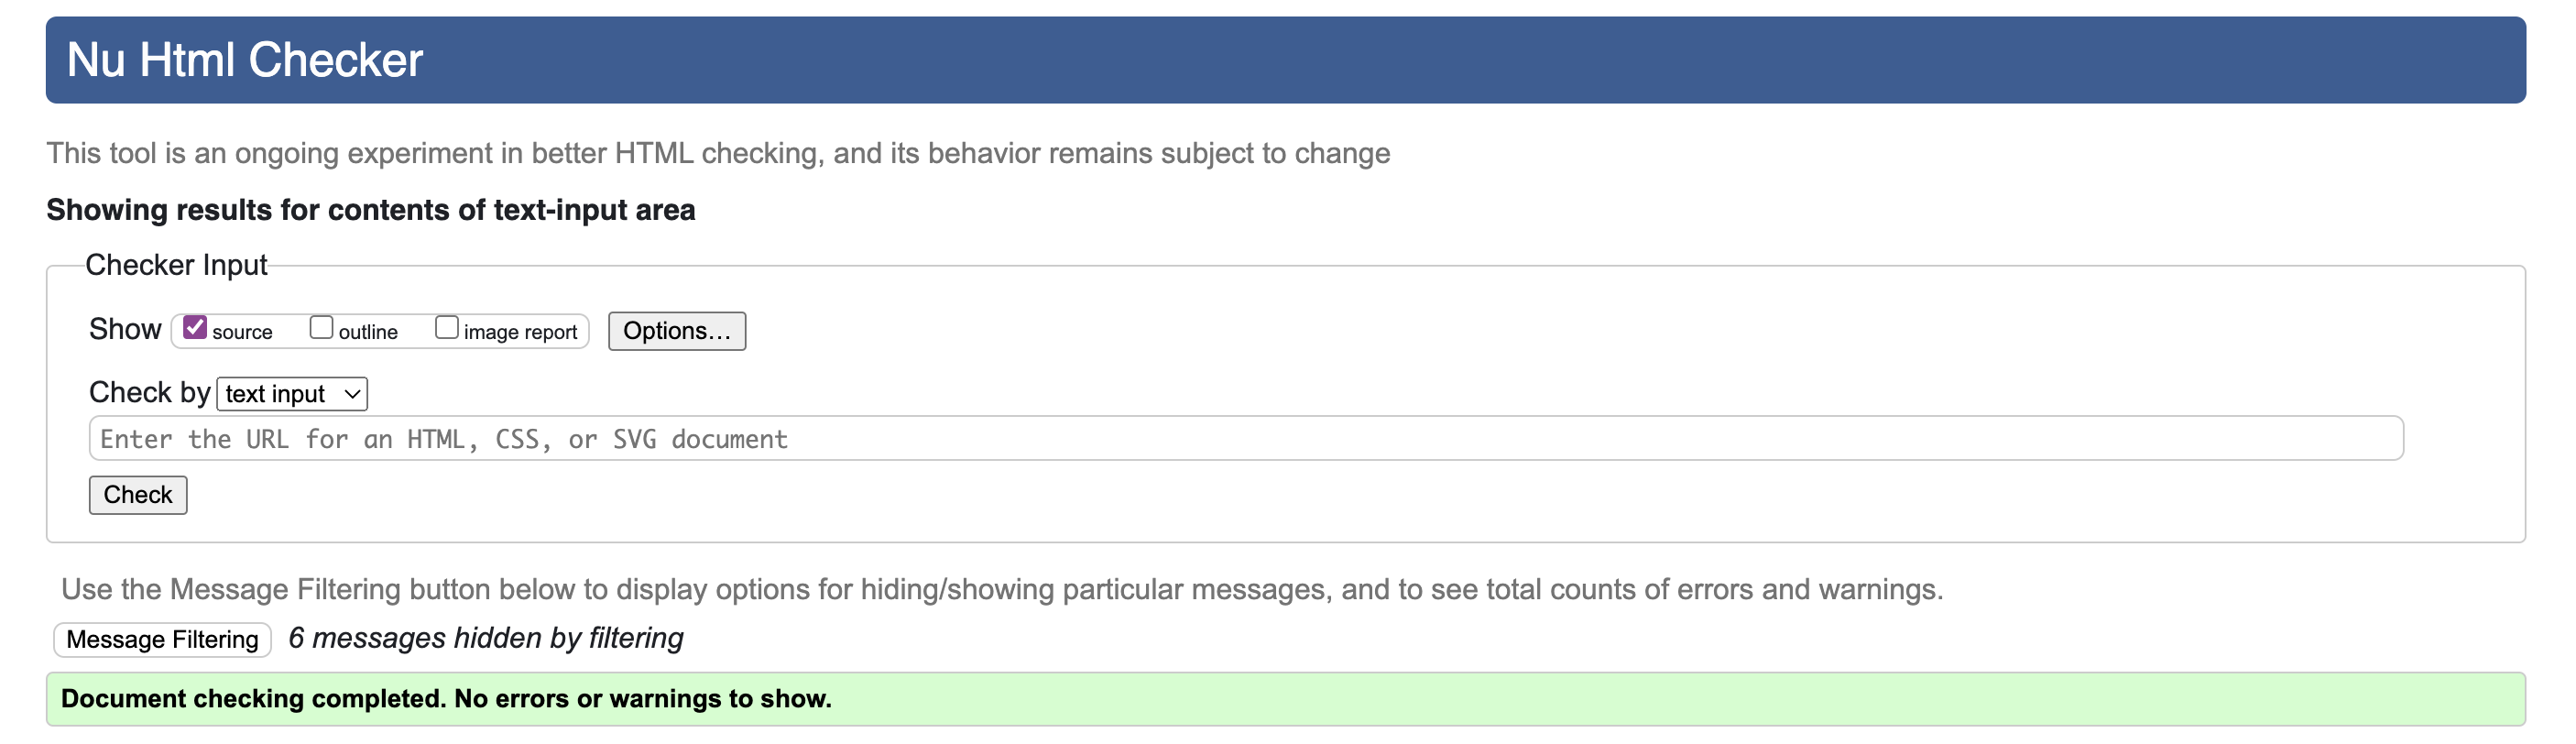 Nu Html Checker
This tool is an ongoing experiment in better HTML checking, and its behavior remains subject to change
Showing results for contents of text-input area
Checker Input
Show source outline image report Options…
Check by text input
Enter the URL for an HTML, CSS, or SVG document
Check
Use the Message Filtering button below to display options for hiding/showing particular messages, and to see total counts of errors and warnings.
Message Filtering 6 messages hidden by filtering
Document checking completed. No errors or warnings to show.